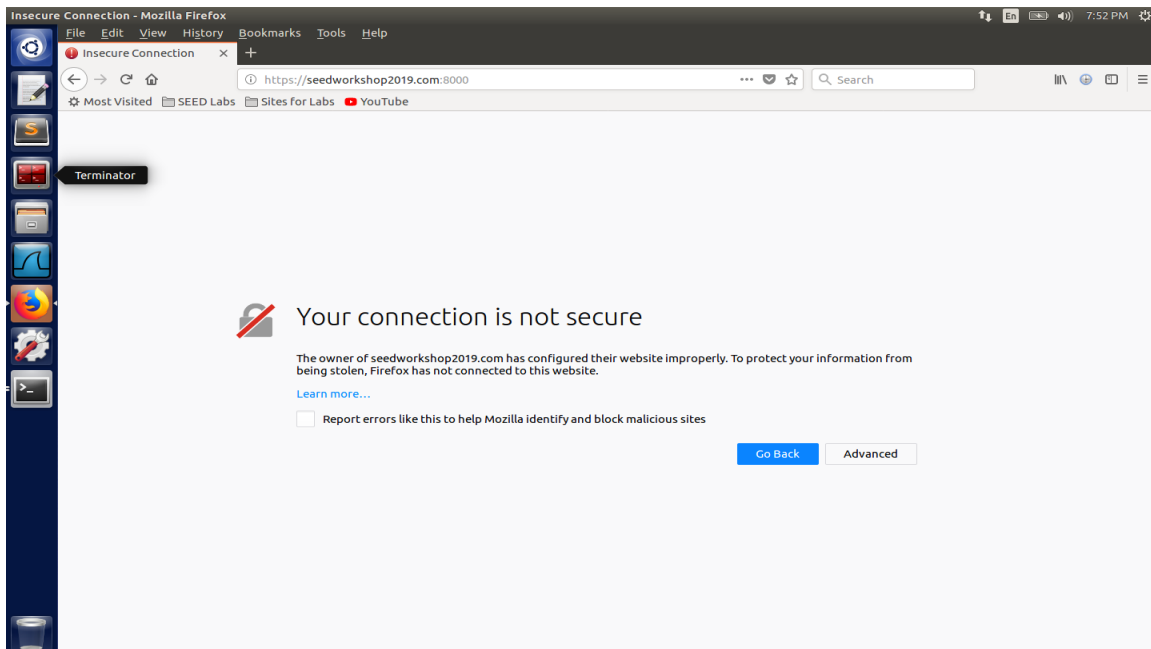 Insecure Connection - Mozilla Firefox
En
7:52 PM
File Edit View History Bookmarks Tools Help
Insecure Connection
https://seedworkshop2019.com:8000
Search
Most Visited SEED Labs Sites for Labs YouTube
Terminator
Your connection is not secure
The owner of seedworkshop2019.com has configured their website improperly. To protect your information from
being stolen, Firefox has not connected to this website.
Learn more…
Report errors like this to help Mozilla identify and block malicious sites
Go Back Advanced